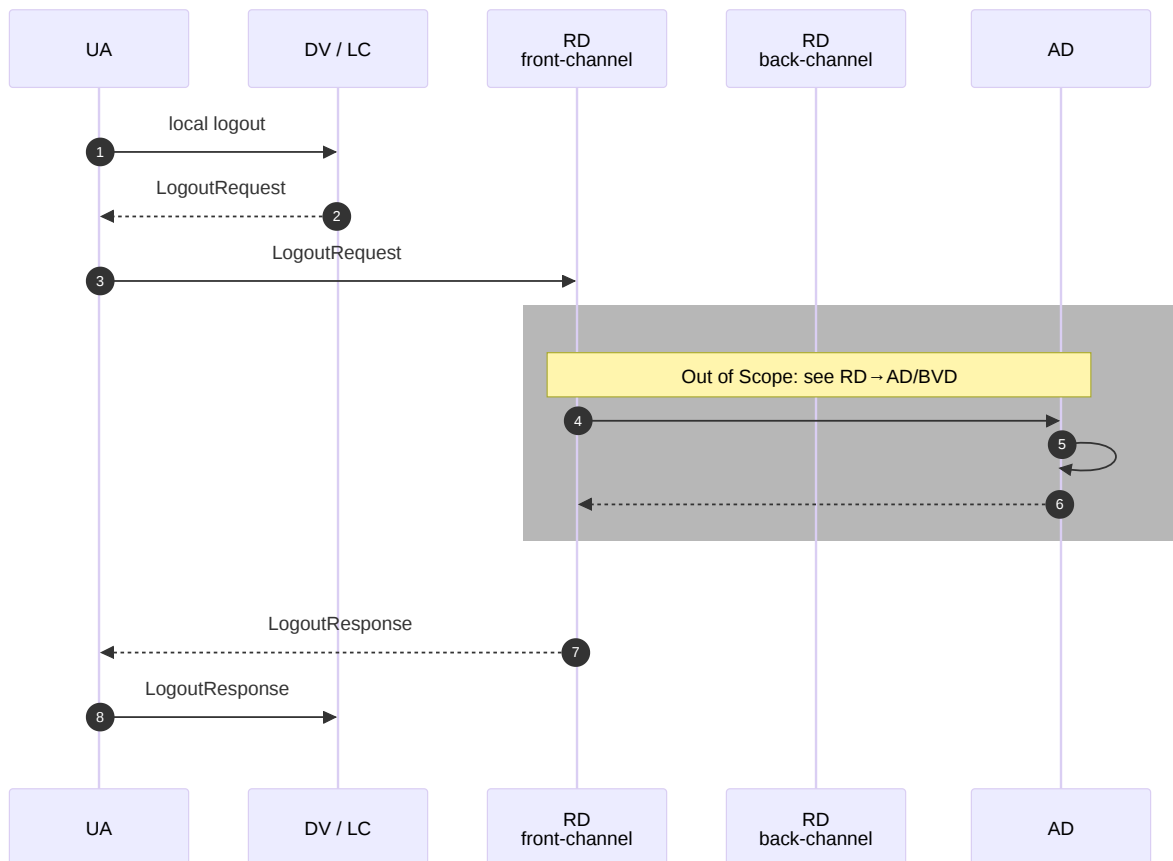 UA
DV / LC
RD
front-channel
RD
back-channel
AD
local logout
1
LogoutRequest
2
LogoutRequest
3
Out of Scope: see RD→AD/BVD
4
5
6
LogoutResponse
7
LogoutResponse
8
UA
DV / LC
RD
front-channel
RD
back-channel
AD